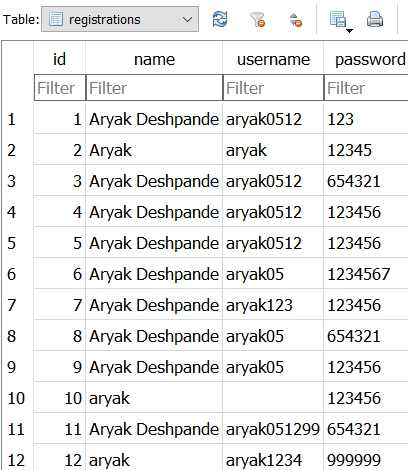 Table: registrations
id name username password
Filter Filter Filter Filter
1 1 Aryak Deshpande aryak0512 123
2 2 Aryak aryak 12345
3 3 Aryak Deshpande aryak0512 654321
4 4 Aryak Deshpande aryak0512 123456
5 5 Aryak Deshpande aryak0512 123456
6 6 Aryak Deshpande aryak05 1234567
7 7 Aryak Deshpande aryak123 123456
8 8 Aryak Deshpande aryak05 654321
9 9 Aryak Deshpande aryak05 123456
10 10 aryak 123456
11 11 Aryak Deshpande aryak051299 654321
12 12 aryak aryak1234 999999